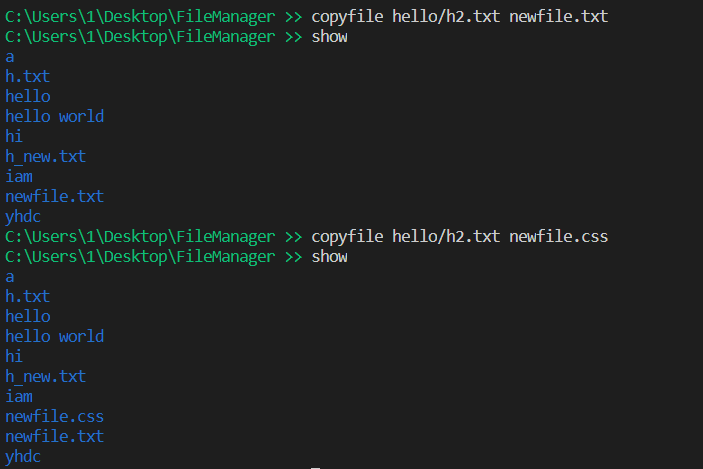 C:\Users\1\Desktop\FileManager >> copyfile hello/h2.txt newfile.txt
C:\Users\1\Desktop\FileManager >> show
a
h.txt
hello
hello world
hi
h_new.txt
iam
newfile.txt
yhdc
C:\Users\1\Desktop\FileManager >> copyfile hello/h2.txt newfile.css
C:\Users\1\Desktop\FileManager >> show
a
h.txt
hello
hello world
hi
h_new.txt
iam
newfile.css
newfile.txt
yhdc